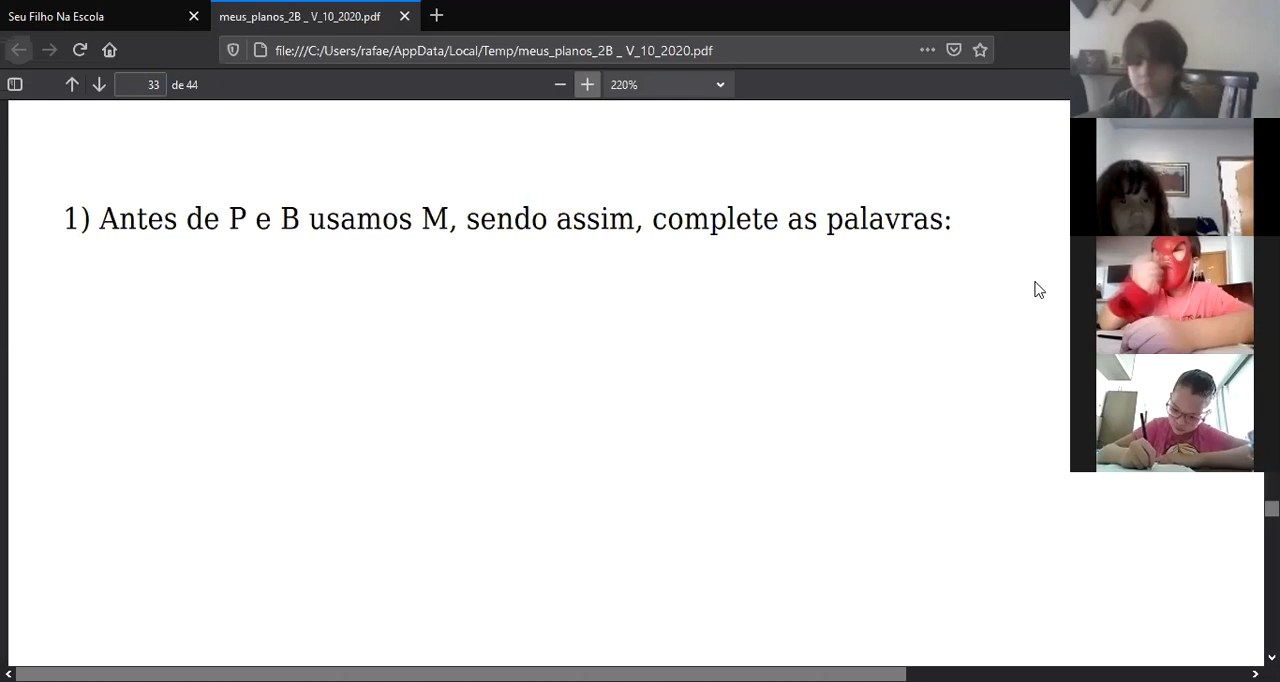 Seu Filho Na Escola
meus_planos_2B _ V_10_2020.pdf
file:///C:/Users/rafae/AppData/Local/Temp/meus_planos_2B _ V_10_2020.pdf
33 de 44
220%
1) Antes de P e B usamos M, sendo assim, complete as palavras: